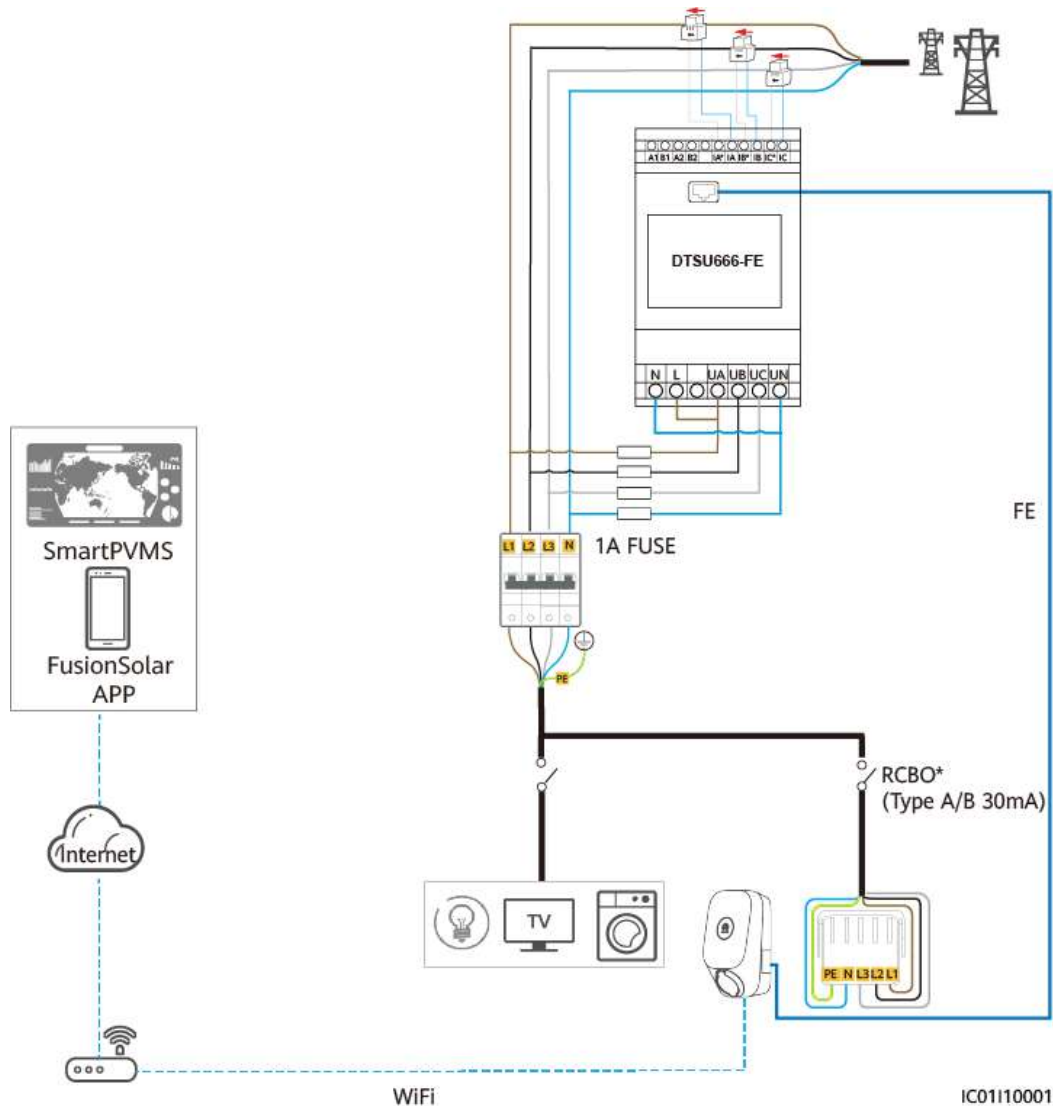 A1 B1 A2 B2 IA* IA IB* IB IC* IC
DTSU666-FE
N L UA UB UC UN
SmartPVMS
FusionSolar
APP
L1 L2 L3 N
1A FUSE
FE
PE
RCBO*
(Type A/B 30mA)
Internet
TV
PE N L3 L2 L1
WiFi
IC01I10001